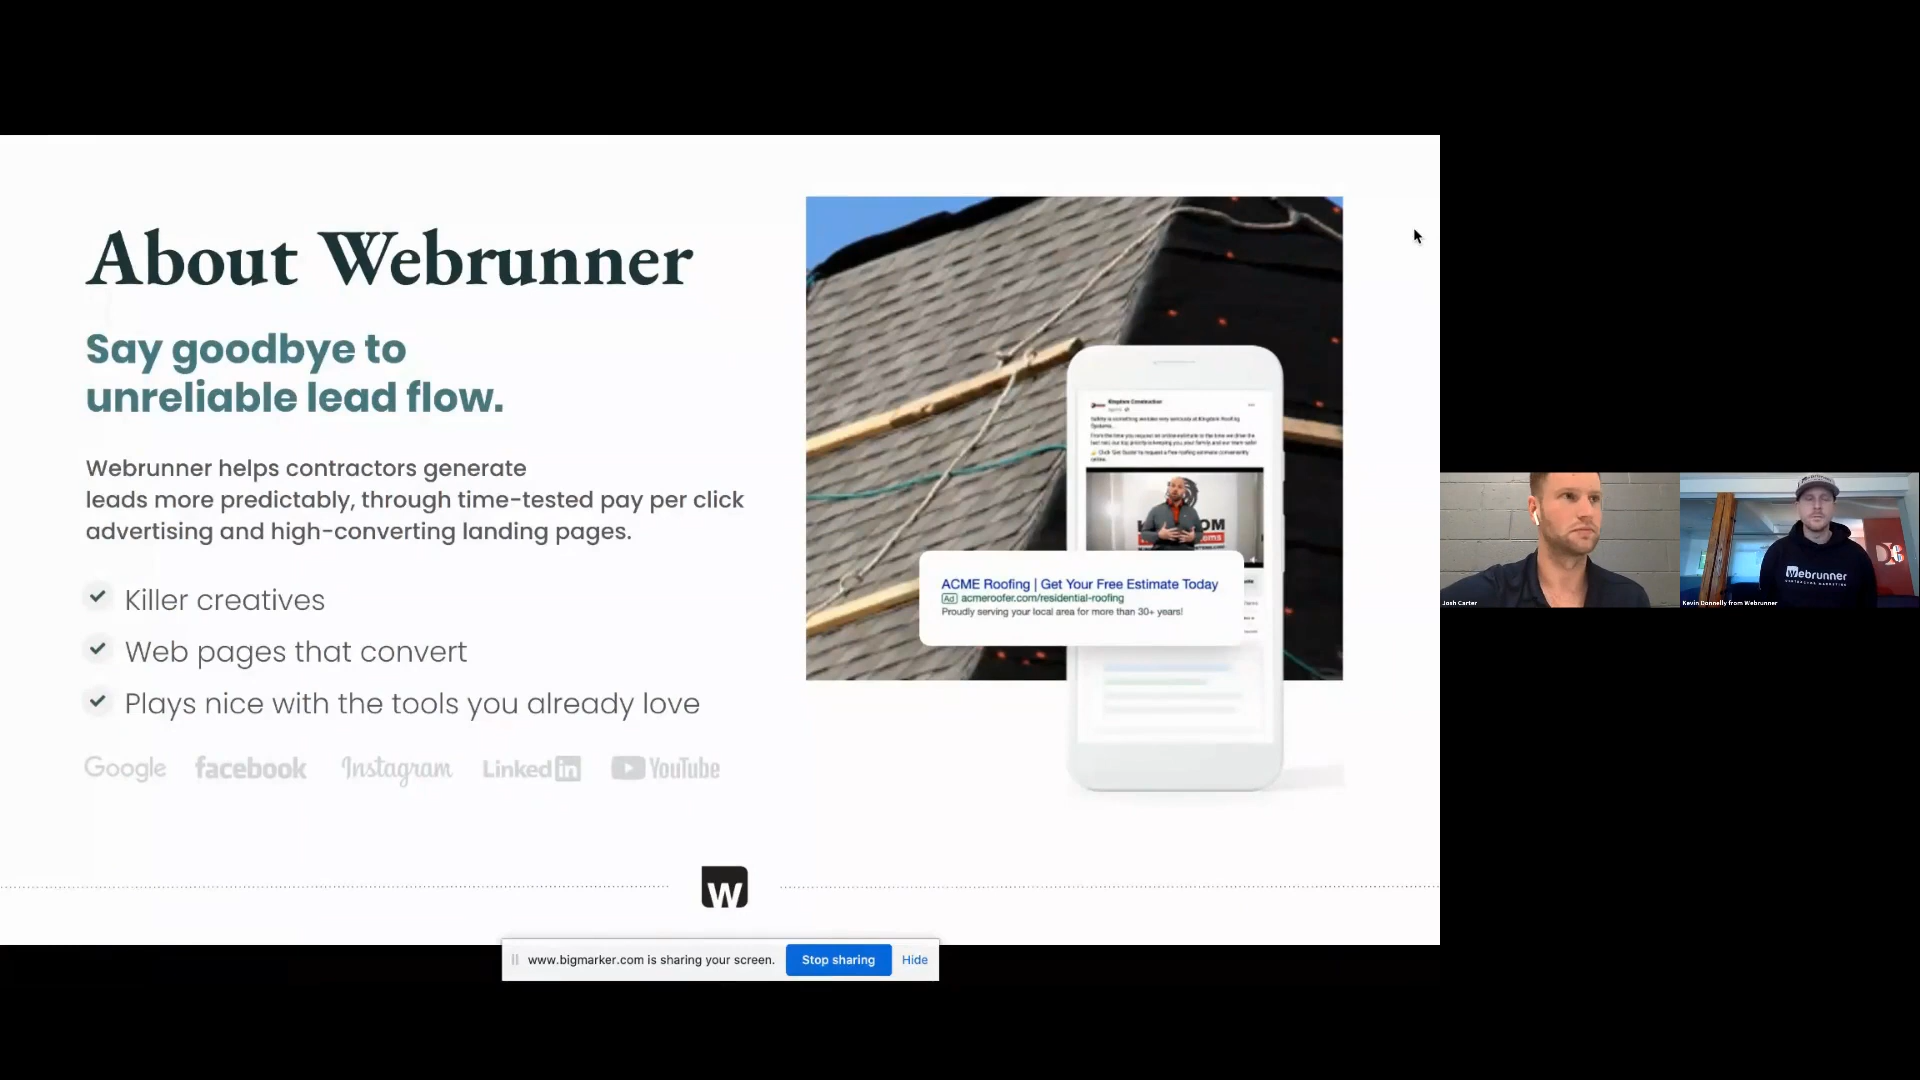 About Webrunner
Say goodbye to
unreliable lead flow.
Webrunner helps contractors generate
leads more predictably, through time-tested pay per click
advertising and high-converting landing pages.
Killer creatives
Web pages that convert
Plays nice with the tools you already love
Google facebook Instagram Linked in YouTube
Kingdom Construction
ACME Roofing | Get Your Free Estimate Today
Ad acmeroofer.com/residential-roofing
Proudly serving your local area for more than 30+ years!
W
www.bigmarker.com is sharing your screen. Stop sharing Hide
Josh Carter
Webrunner
Kevin Donnelly from Webrunner